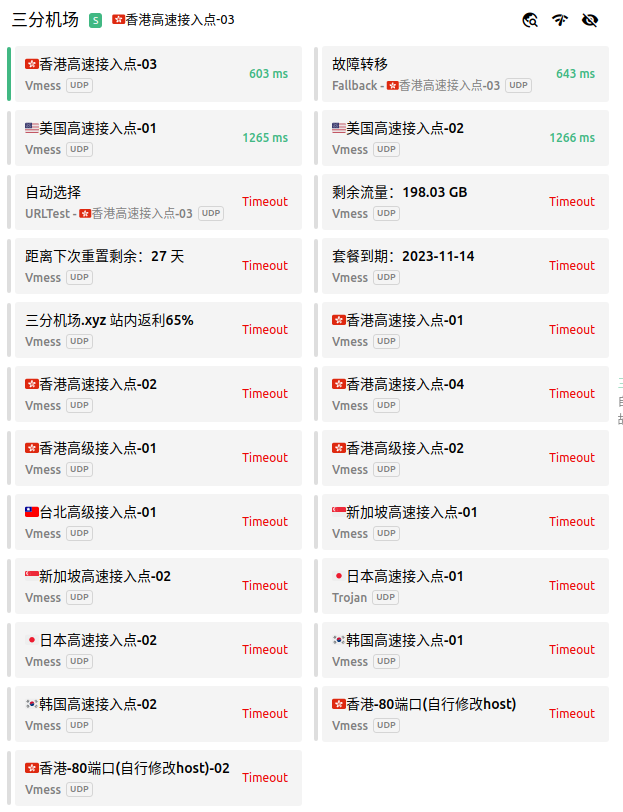 三分机场 S 🇭🇰香港高速接入点-03
🇭🇰香港高速接入点-03
Vmess UDP
603 ms
故障转移
Fallback - 🇭🇰香港高速接入点-03 UDP
643 ms
🇺🇸美国高速接入点-01
Vmess UDP
1265 ms
🇺🇸美国高速接入点-02
Vmess UDP
1266 ms
自动选择
URLTest - 🇭🇰香港高速接入点-03 UDP
Timeout
剩余流量：198.03 GB
Vmess UDP
Timeout
距离下次重置剩余：27 天
Vmess UDP
Timeout
套餐到期：2023-11-14
Vmess UDP
Timeout
三分机场.xyz 站内返利65%
Vmess UDP
Timeout
🇭🇰香港高速接入点-01
Vmess UDP
Timeout
🇭🇰香港高速接入点-02
Vmess UDP
Timeout
🇭🇰香港高速接入点-04
Vmess UDP
Timeout
🇭🇰香港高级接入点-01
Vmess UDP
Timeout
🇭🇰香港高级接入点-02
Vmess UDP
Timeout
🇹🇼台北高级接入点-01
Vmess UDP
Timeout
🇸🇬新加坡高速接入点-01
Vmess UDP
Timeout
🇸🇬新加坡高速接入点-02
Vmess UDP
Timeout
🇯🇵日本高速接入点-01
Trojan UDP
Timeout
🇯🇵日本高速接入点-02
Vmess UDP
Timeout
🇰🇷韩国高速接入点-01
Vmess UDP
Timeout
🇰🇷韩国高速接入点-02
Vmess UDP
Timeout
🇭🇰香港-80端口(自行修改host)
Vmess UDP
Timeout
🇭🇰香港-80端口(自行修改host)-02
Vmess UDP
Timeout